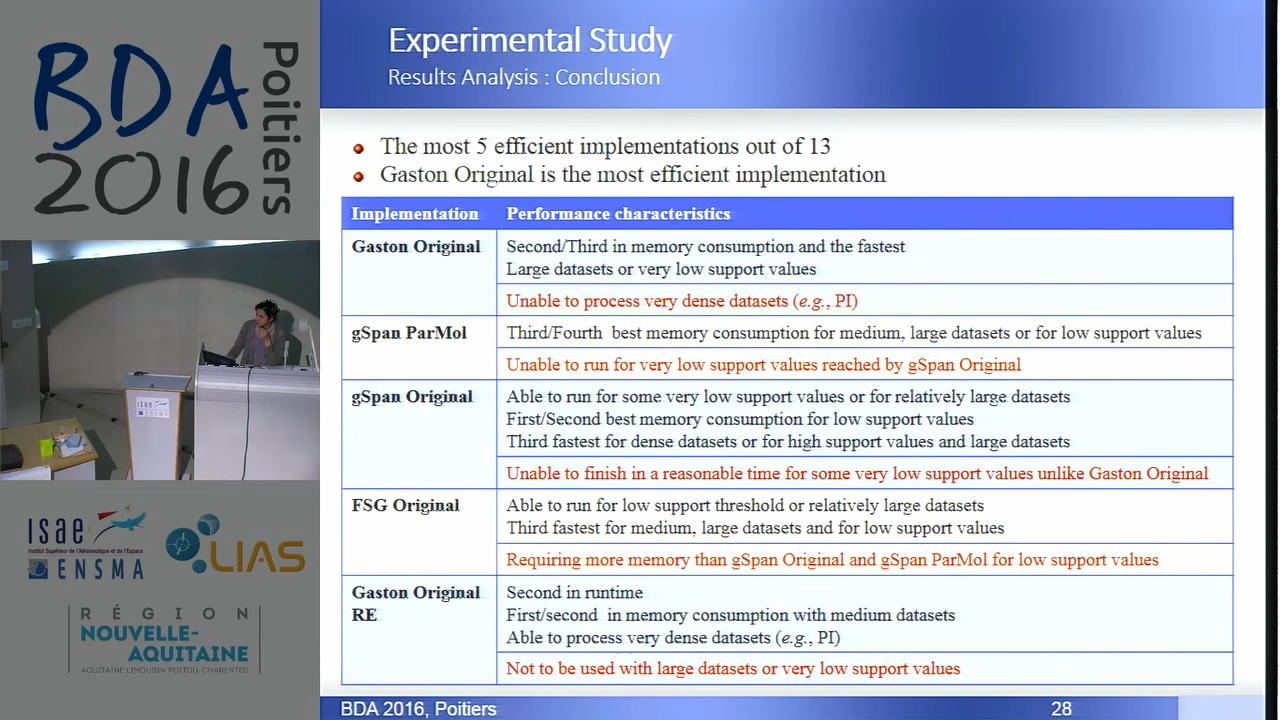 BDA
2016
Poitiers
isae
isae
Institut Supérieur de l'Aéronautique et de l'Espace
ENSMA
LIAS
RÉGION
NOUVELLE-
AQUITAINE
AQUITAINE LIMOUSIN POITOU-CHARENTES
Experimental Study
Results Analysis : Conclusion
The most 5 efficient implementations out of 13
Gaston Original is the most efficient implementation
Implementation Performance characteristics
Gaston Original Second/Third in memory consumption and the fastest
Large datasets or very low support values
Unable to process very dense datasets (e.g., PI)
gSpan ParMol Third/Fourth best memory consumption for medium, large datasets or for low support values
Unable to run for very low support values reached by gSpan Original
gSpan Original Able to run for some very low support values or for relatively large datasets
First/Second best memory consumption for low support values
Third fastest for dense datasets or for high support values and large datasets
Unable to finish in a reasonable time for some very low support values unlike Gaston Original
FSG Original Able to run for low support threshold or relatively large datasets
Third fastest for medium, large datasets and for low support values
Requiring more memory than gSpan Original and gSpan ParMol for low support values
Gaston Original Second in runtime
RE First/second in memory consumption with medium datasets
Able to process very dense datasets (e.g., PI)
Not to be used with large datasets or very low support values
BDA 2016, Poitiers 28